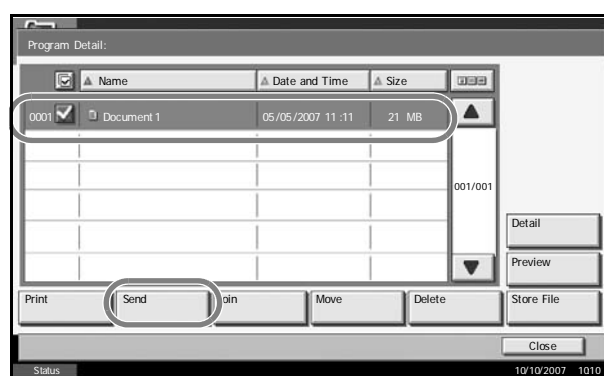 Program Detail:
Name Date and Time Size
0001 Document 1 05/05/2007 11:11 21 MB
001/001
Detail
Preview
Print Send Join Move Delete Store File
Close
Status 10/10/2007 10:10